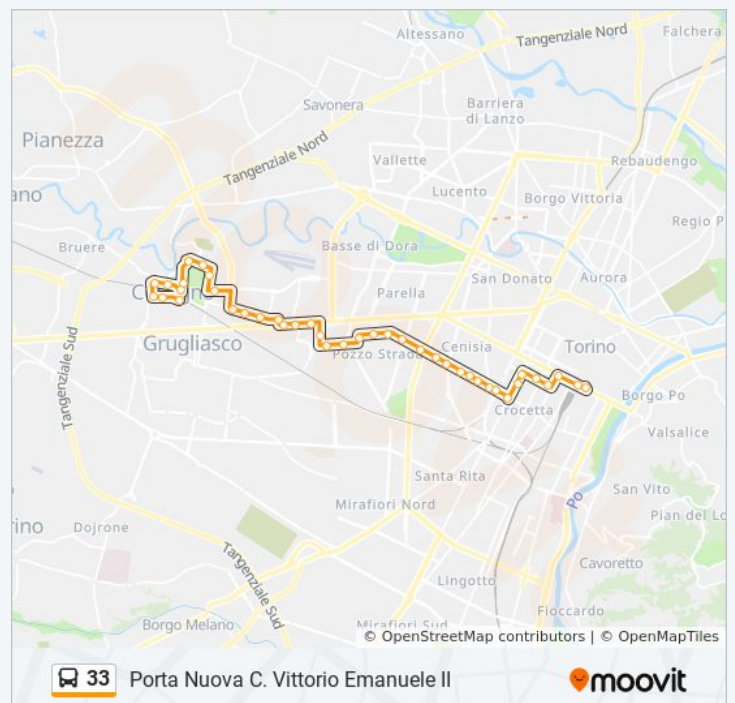 Altessano
Tangenziale Nord
Falchera
Savonera
Barriera
di Lanzo
Pianezza
Tangenziale Nord
Vallette
Rebaudengo
Lucento
Borgo Vittoria
ano
Regio P
Bruere
Basse di Dora
San Donato
Aurora
Parella
Tangenziale Sud
Grugliasco
Pozzo Strada
Cenisia
Torino
Borgo Po
Crocetta
Valsalice
Santa Rita
San Vito
Po
Mirafiori Nord
Pian del Lo
rino
Dojrone
Tangenziale Sud
Cavoretto
Lingotto
Fioccardo
Borgo Melano
Mirafiori Sud
© OpenStreetMap contributors | © OpenMapTiles
33 Porta Nuova C. Vittorio Emanuele II
moovit